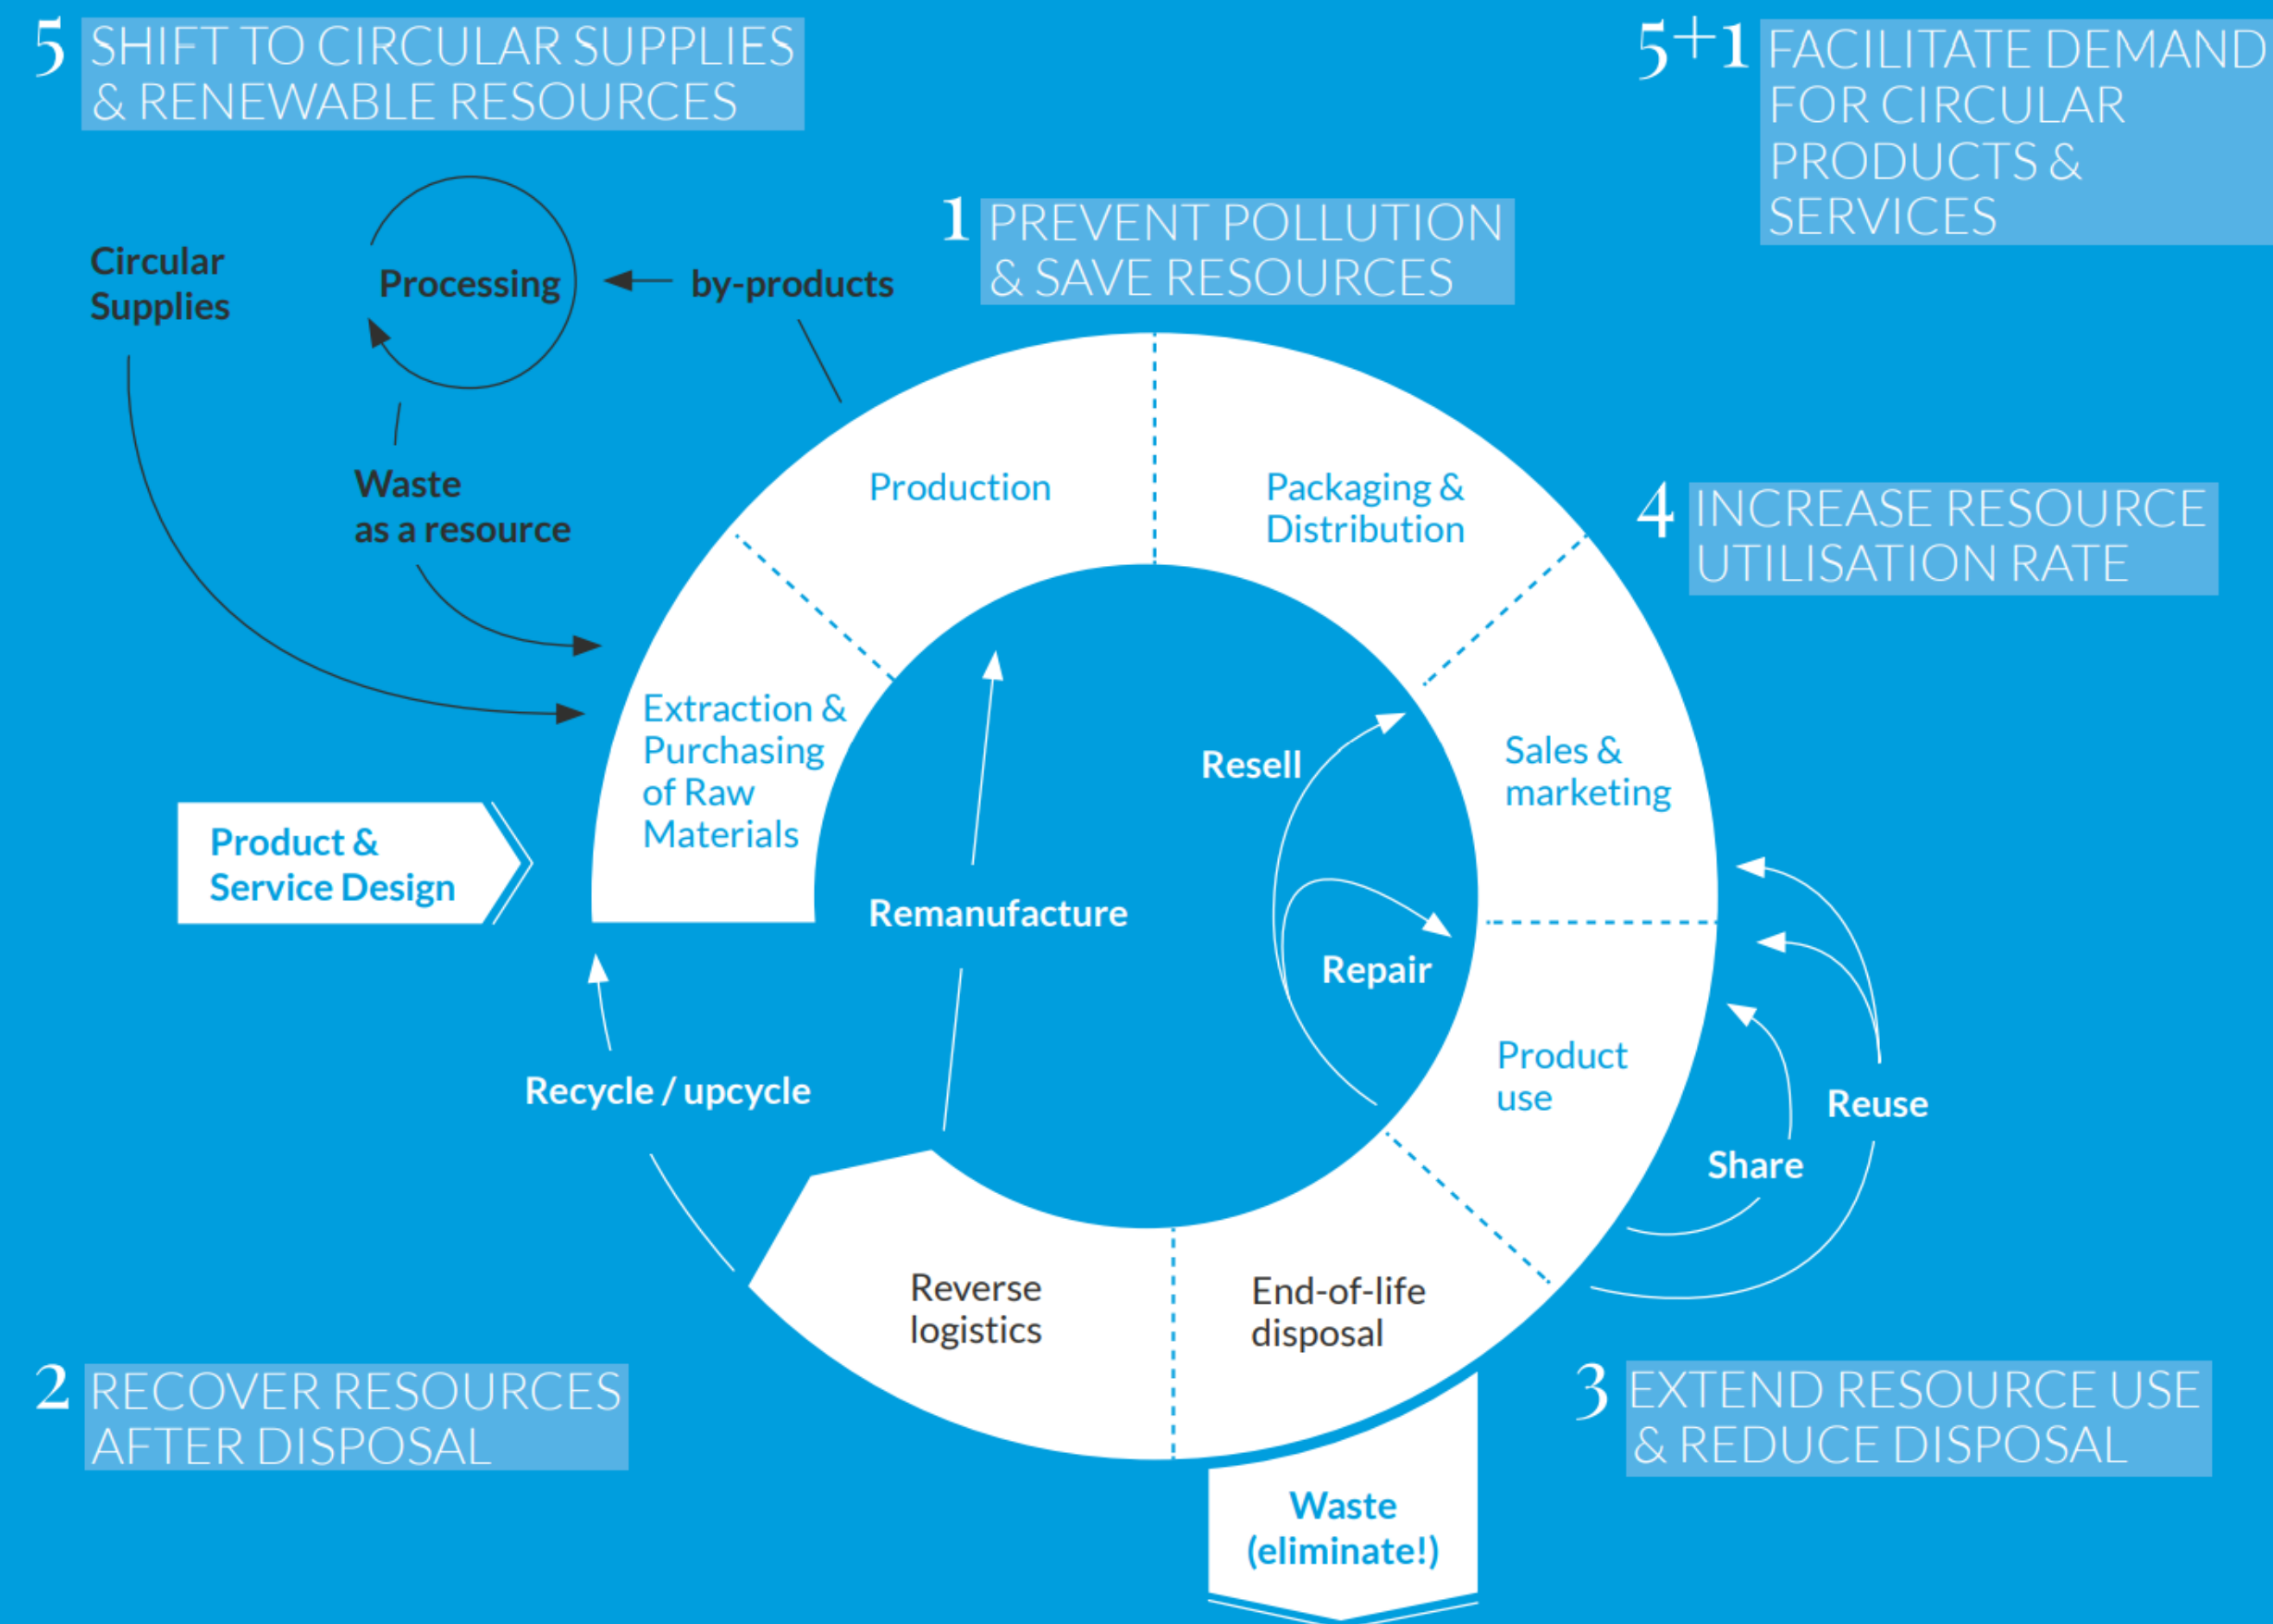 5 SHIFT TO CIRCULAR SUPPLIES
& RENEWABLE RESOURCES
5+1 FACILITATE DEMAND
FOR CIRCULAR
PRODUCTS &
SERVICES
1 PREVENT POLLUTION
& SAVE RESOURCES
Circular
Supplies
Processing
by-products
Waste
as a resource
Production
Packaging &
Distribution
4 INCREASE RESOURCE
UTILISATION RATE
Extraction &
Purchasing
of Raw
Materials
Resell
Sales &
marketing
Product &
Service Design
Remanufacture
Repair
Product
use
Recycle / upcycle
Reuse
Share
Reverse
logistics
End-of-life
disposal
2 RECOVER RESOURCES
AFTER DISPOSAL
3 EXTEND RESOURCE USE
& REDUCE DISPOSAL
Waste
(eliminate!)